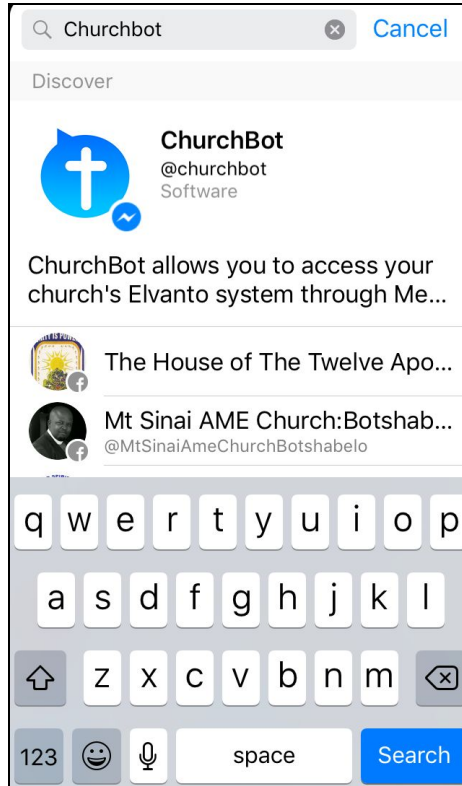 Churchbot
Cancel
Discover
ChurchBot
@churchbot
Software
ChurchBot allows you to access your
church's Elvanto system through Me...
The House of The Twelve Apo...
Mt Sinai AME Church:Botshab...
@MtSinaiAmeChurchBotshabelo
q w e r t y u i o p
a s d f g h j k l
z x c v b n m
123 space Search